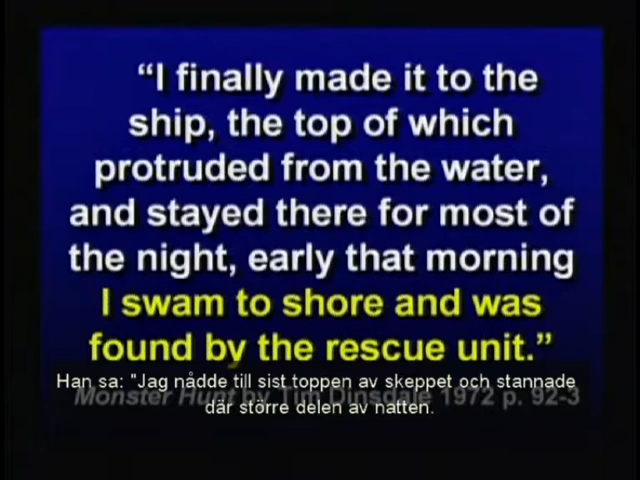 “I finally made it to the
ship, the top of which
protruded from the water,
and stayed there for most of
the night, early that morning
I swam to shore and was
found by the rescue unit.”
Han sa: "Jag nådde till sist toppen av skeppet och stannade
Monster Hunt by Tim Dinsdale 1972 p. 92-3
där större delen av natten.